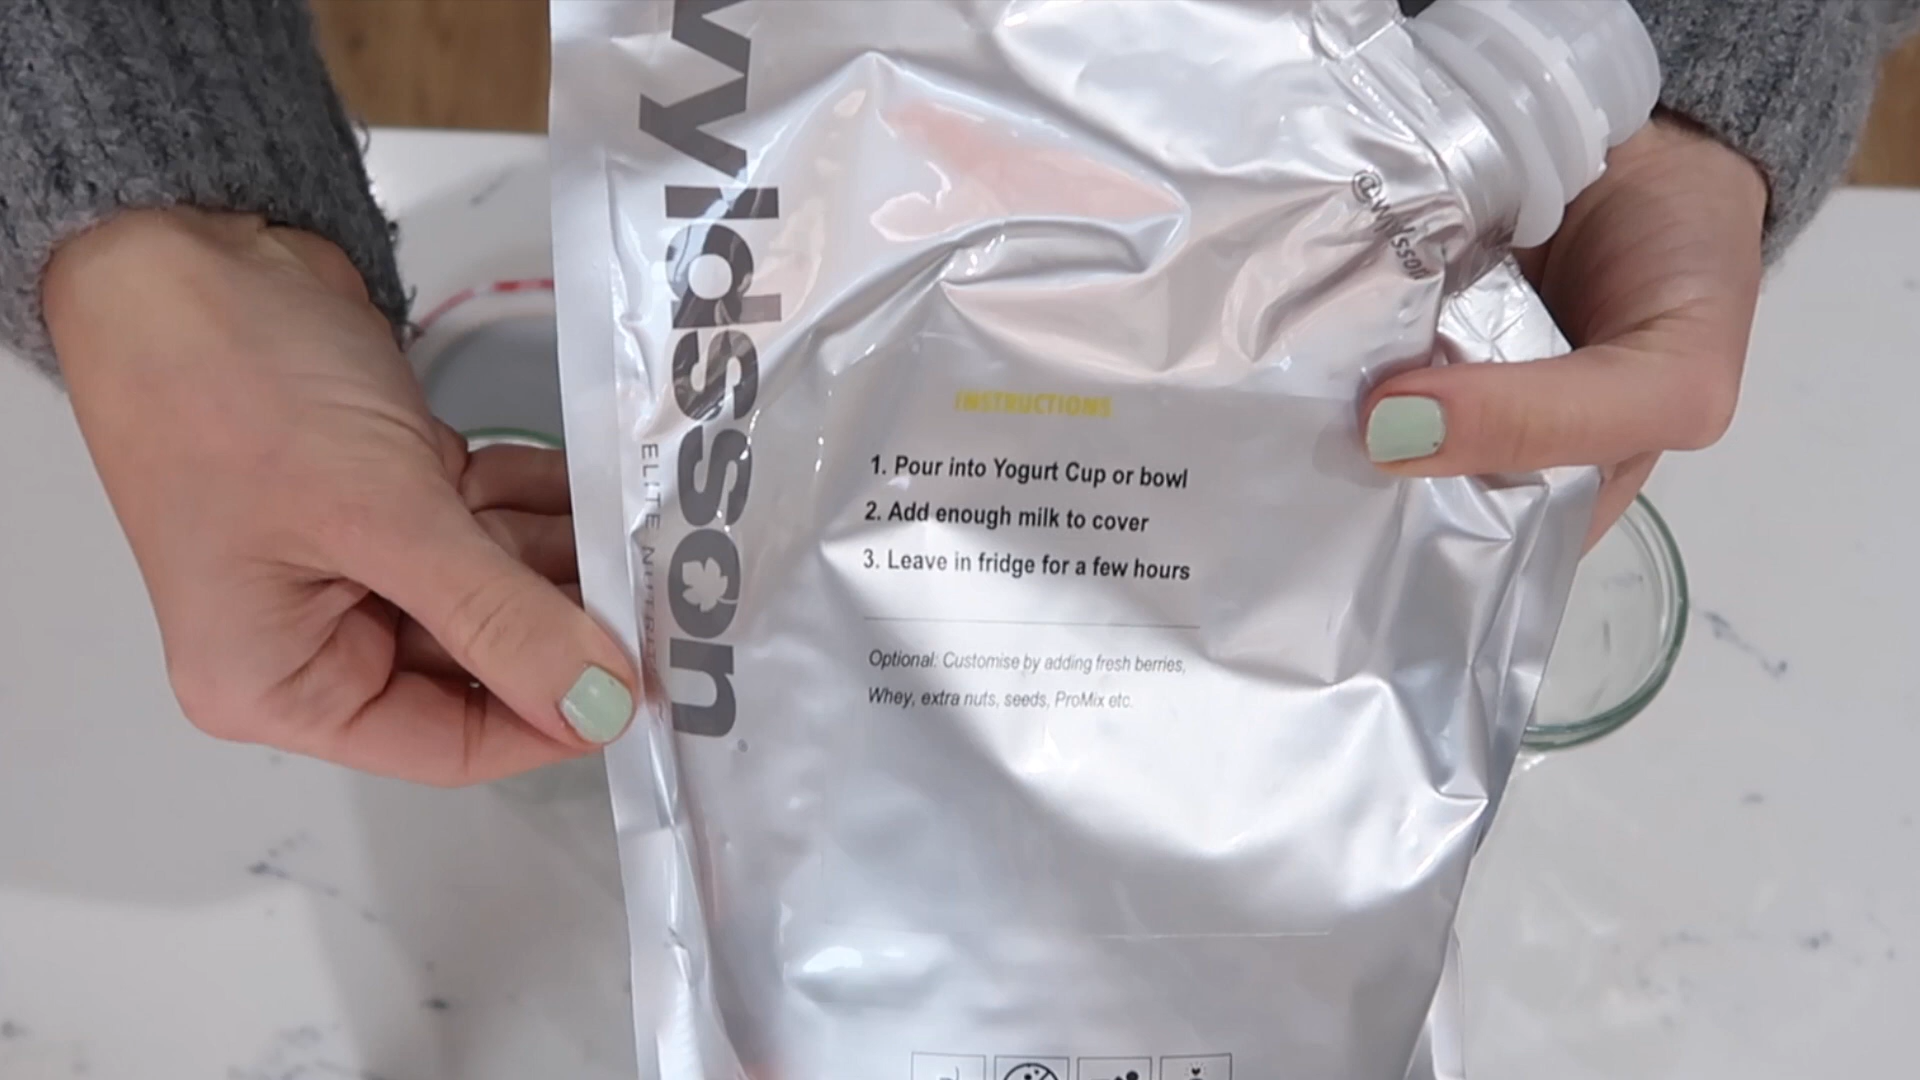 wyldsson®
ELITE
@wyldsson
INSTRUCTIONS
1. Pour into Yogurt Cup or bowl
2. Add enough milk to cover
3. Leave in fridge for a few hours
Optional: Customise by adding fresh berries,
Whey, extra nuts, seeds, ProMix etc.